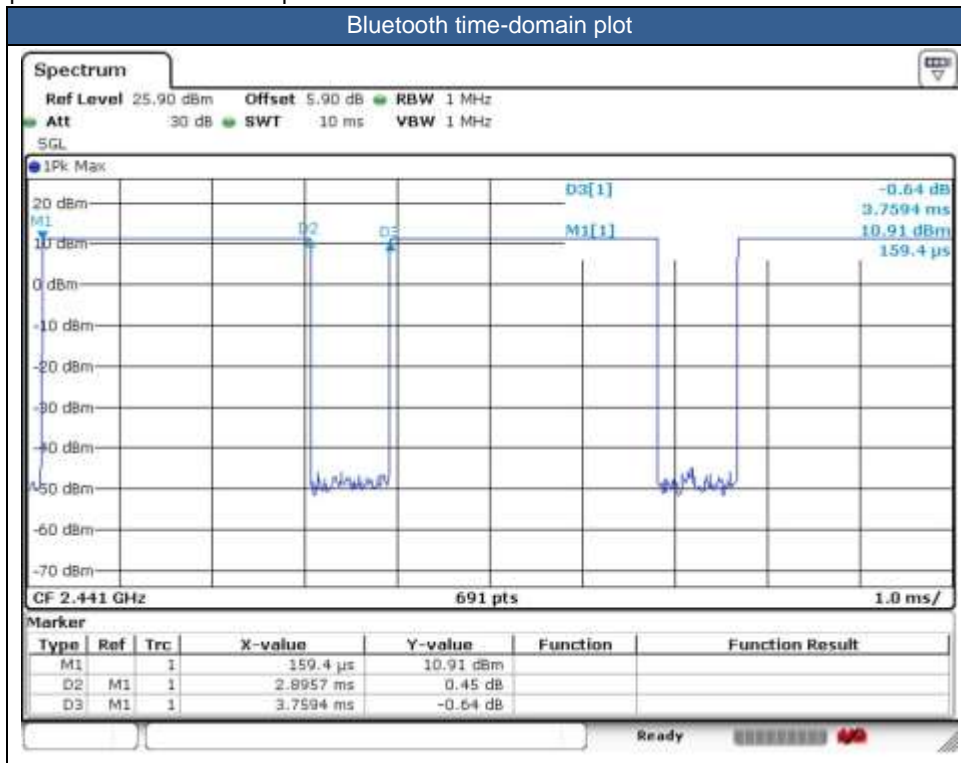 Bluetooth time-domain plot
Spectrum
Ref Level 25.90 dBm Offset 5.90 dB RBW 1 MHz
Att 30 dB SWT 10 ms VBW 1 MHz
SGL
1Pk Max
D3[1] -0.64 dB
3.7594 ms
M1[1] 10.91 dBm
159.4 µs
20 dBm
M1
D2
D3
10 dBm
0 dBm
-10 dBm
-20 dBm
-30 dBm
-40 dBm
-50 dBm
-60 dBm
-70 dBm
CF 2.441 GHz 691 pts 1.0 ms/
Marker
Type Ref Trc X-value Y-value Function Function Result
M1 1 159.4 µs 10.91 dBm
D2 M1 1 2.8957 ms 0.45 dB
D3 M1 1 3.7594 ms -0.64 dB
Ready